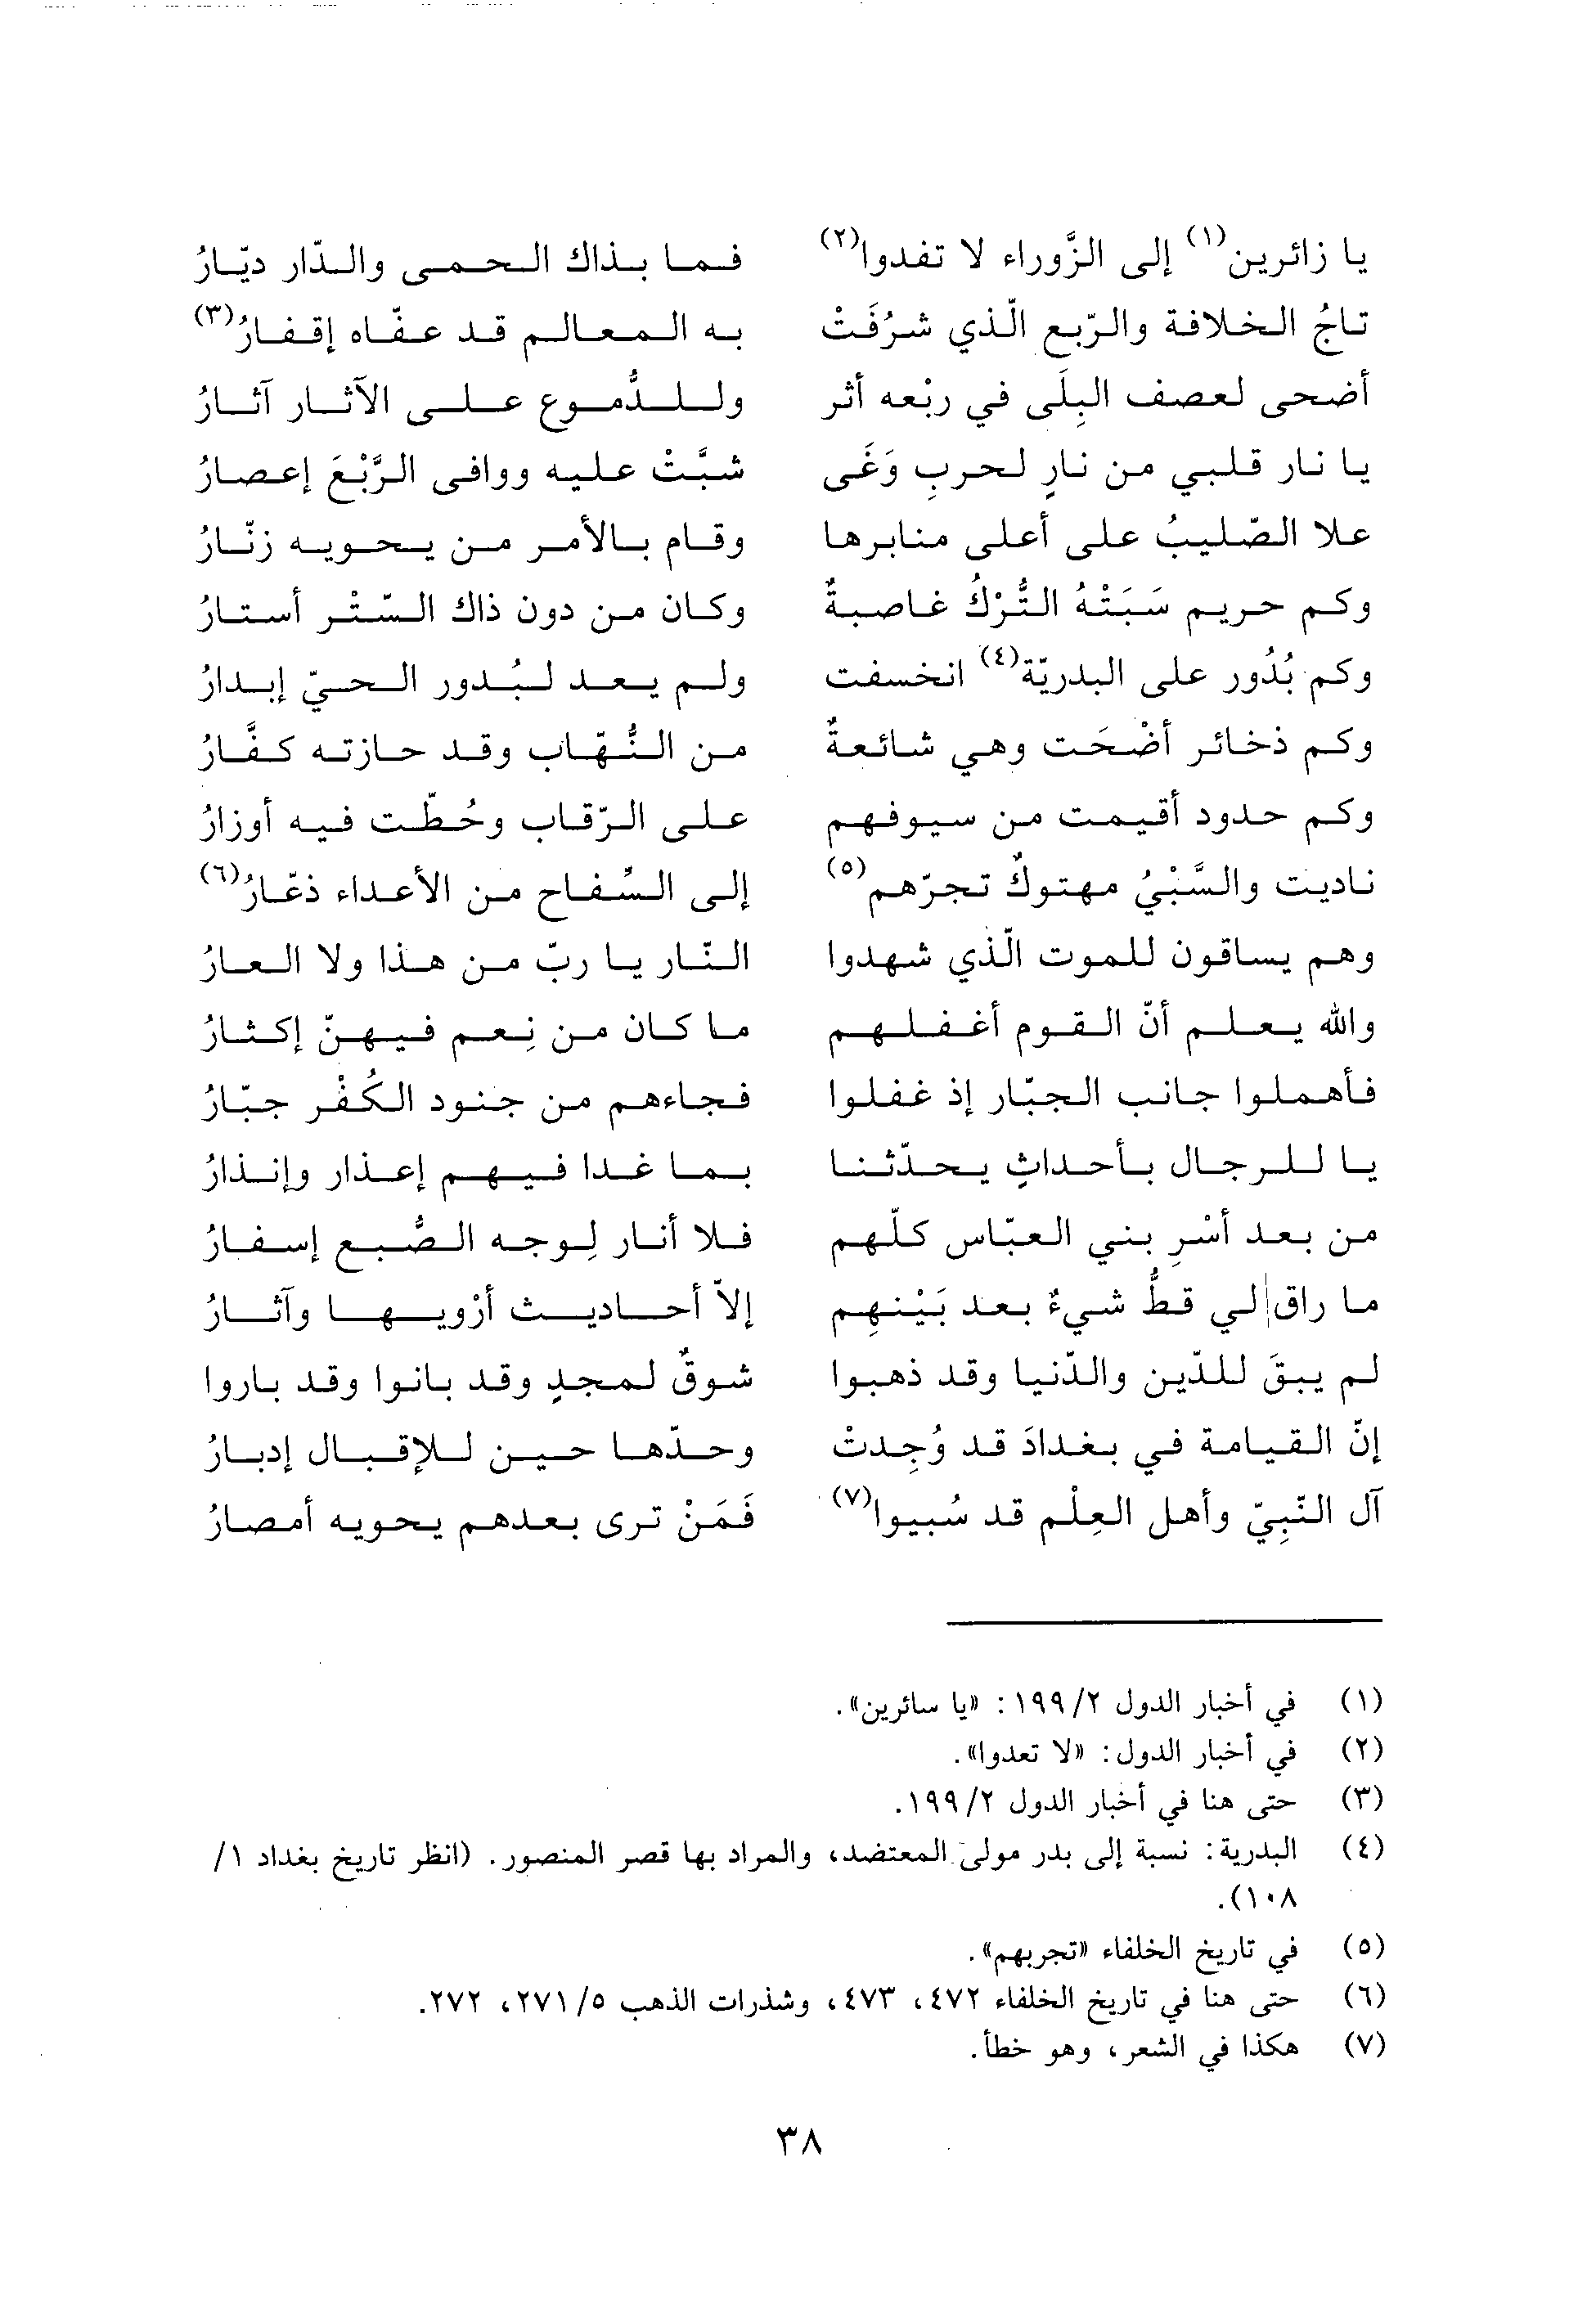 يا زائرين(١) إلى الزَّوراء لا تفدوا(٢) فما بذاك الحمى والدّار ديّارُ
تاجُ الخلافة والرّبع الّذي شرُفَتْ به المعالم قد عفّاه إقفارُ(٣)
أضحى لعصف البِلَى في ربْعه أثر وللدُّموع على الآثار آثارُ
يا نار قلبي من نارٍ لحربِ وَغَى شبَّتْ عليه ووافى الرَّبْعَ إعصارُ
علا الصّليبُ على أعلى منابرها وقام بالأمر من يحويه زنّارُ
وكم حريم سَبَتْهُ التُّرْكُ غاصبةٌ وكان من دون ذاك السّتْر أستارُ
وكم بُدُور على البدريّة(٤) انخسفت ولم يعد لبُدور الحيّ إبدارُ
وكم ذخائر أضْحَت وهي شائعةٌ من النُّهّاب وقد حازته كفَّارُ
وكم حدود أقيمت من سيوفهم على الرّقاب وحُطّت فيه أوزارُ
ناديت والسَّبْيُ مهتوكٌ تجرّهم(٥) إلى السُفاح من الأعداء ذعّارُ(٦)
وهم يساقون للموت الّذي شهدوا النّار يا ربّ من هذا ولا العارُ
والله يعلم أنّ القوم أغفلهم ما كان من نِعم فيهنّ إكثارُ
فأهملوا جانب الجبّار إذ غفلوا فجاءهم من جنود الكُفْر جبّارُ
يا للرجال بأحداثٍ يحدّثنا بما غدا فيهم إعذار وإنذارُ
من بعد أسْرِ بني العبّاس كلّهم فلا أنار لِوجه الصُّبع إسفارُ
ما راق لي قطُّ شيءٌ بعد بَيْنهِم إلاّ أحاديث أرْويها وآثارُ
لم يبقَ للدّين والدّنيا وقد ذهبوا شوقٌ لمجدٍ وقد بانوا وقد باروا
إنّ القيامة في بغدادَ قد وُجِدتْ وحدّها حين للإقبال إدبارُ
آل النّبِيّ وأهل العِلْم قد سُبيوا(٧) فَمَنْ ترى بعدهم يحويه أمصارُ
(١) في أخبار الدول ٢/ ١٩٩: «يا سائرين».
(٢) في أخبار الدول: «لا تعدوا».
(٣) حتى هنا في أخبار الدول ٢/ ١٩٩.
(٤) البدرية: نسبة إلى بدر مولى المعتضد، والمراد بها قصر المنصور. (انظر تاريخ بغداد ١/
١٠٨).
(٥) في تاريخ الخلفاء «تجربهم».
(٦) حتى هنا في تاريخ الخلفاء ٤٧٢، ٤٧٣، وشذرات الذهب ٥/ ٢٧١، ٢٧٢.
(٧) هكذا في الشعر، وهو خطأ.
٣٨